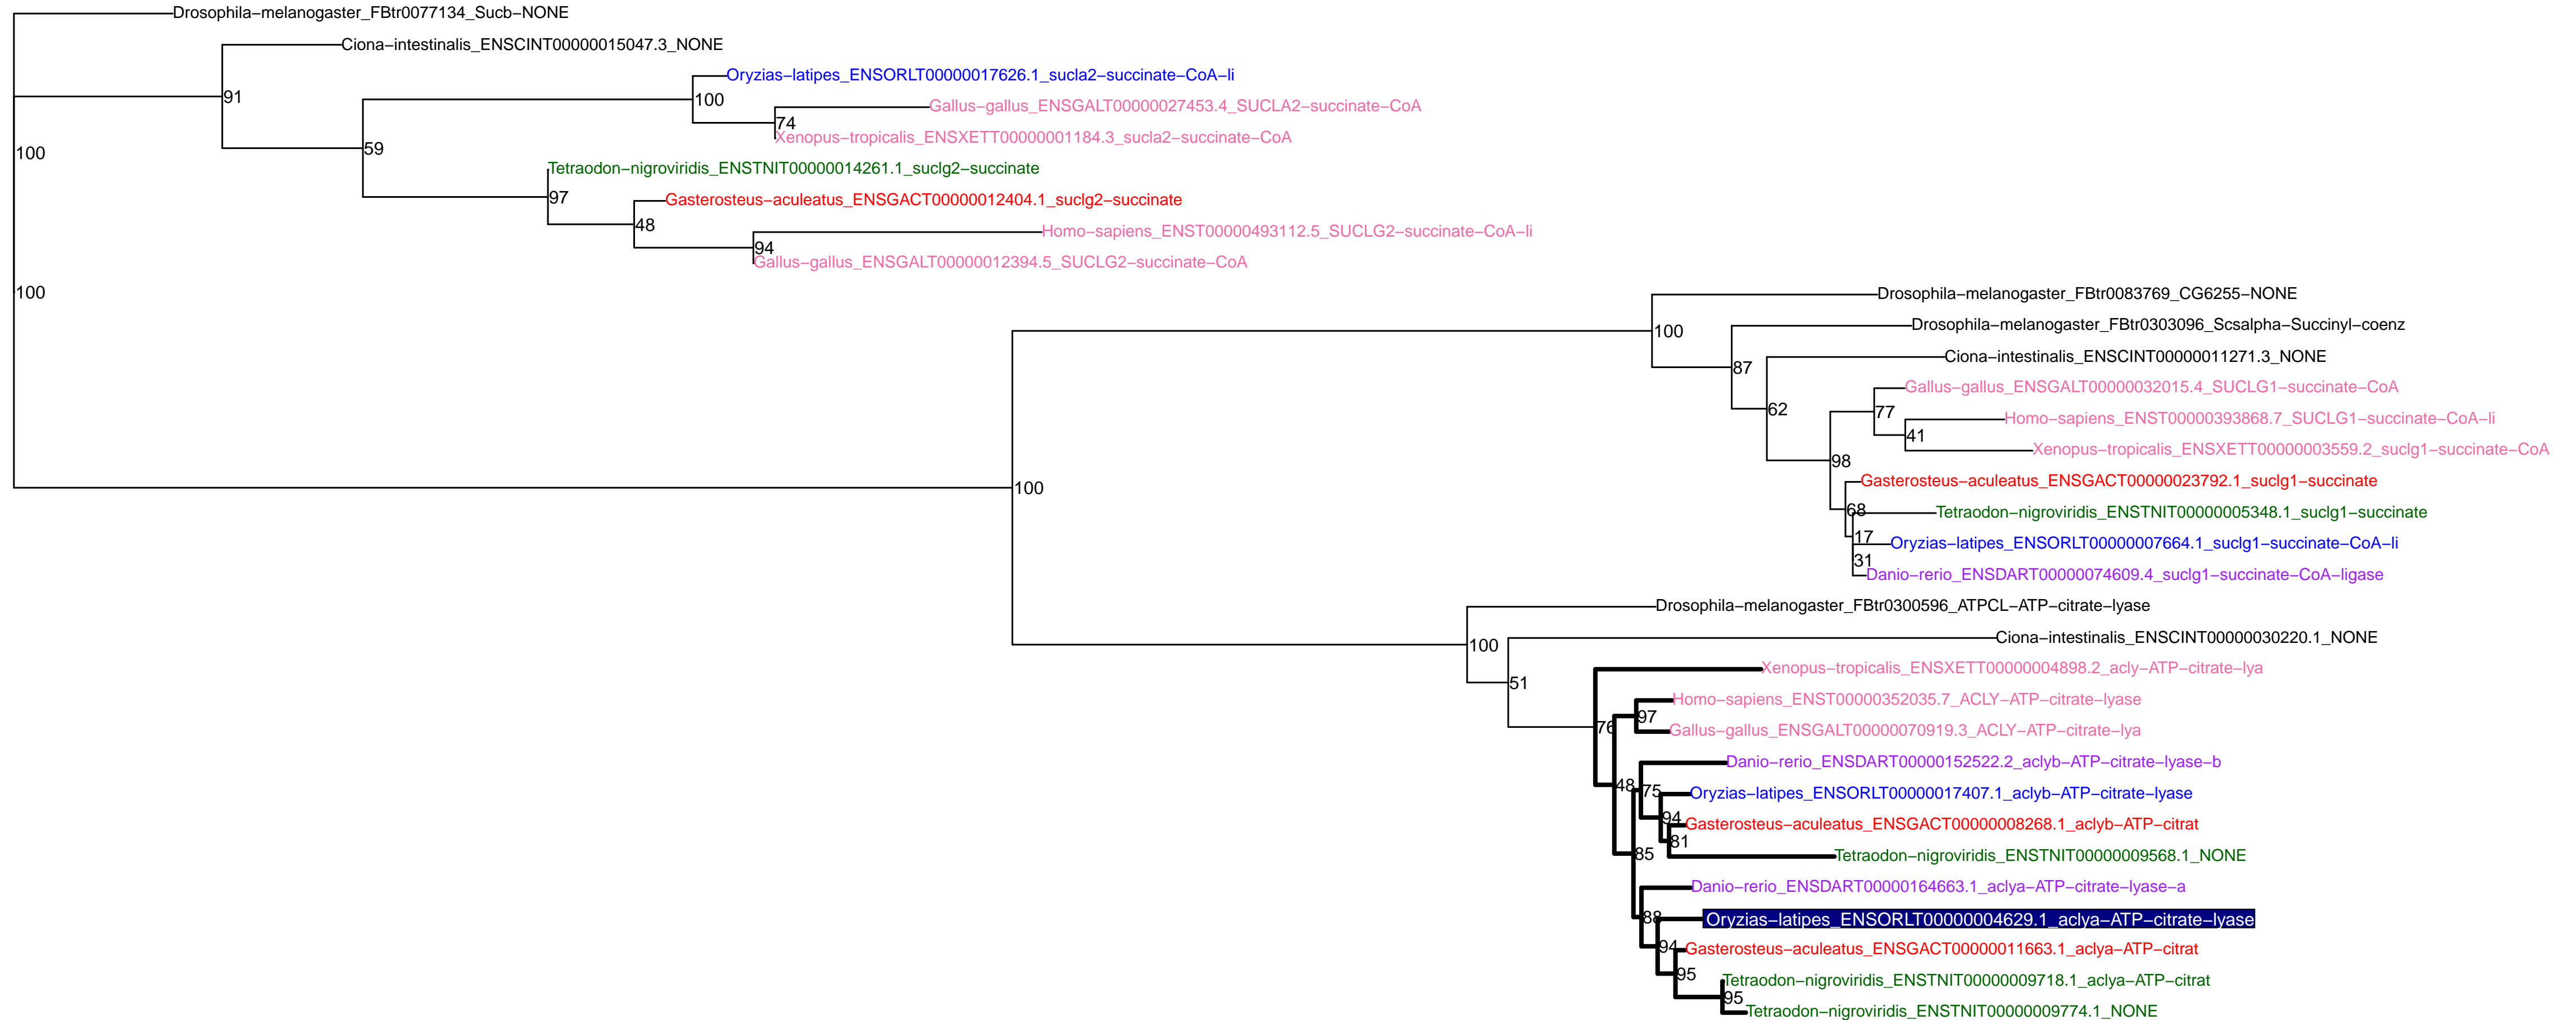 Drosophila−melanogaster_FBtr0077134_Sucb−NONE
Ciona−intestinalis_ENSCINT00000015047.3_NONE
Oryzias−latipes_ENSORLT00000017626.1_sucla2−succinate−CoA−li
91
100
Gallus−gallus_ENSGALT00000027453.4_SUCLA2−succinate−CoA
74
Xenopus−tropicalis_ENSXETT00000001184.3_sucla2−succinate−CoA
100
59
Tetraodon−nigroviridis_ENSTNIT00000014261.1_suclg2−succinate
97
Gasterosteus−aculeatus_ENSGACT00000012404.1_suclg2−succinate
48
Homo−sapiens_ENST00000493112.5_SUCLG2−succinate−CoA−li
94
Gallus−gallus_ENSGALT00000012394.5_SUCLG2−succinate−CoA
100
Drosophila−melanogaster_FBtr0083769_CG6255−NONE
100
Drosophila−melanogaster_FBtr0303096_Scsalpha−Succinyl−coenz
87
Ciona−intestinalis_ENSCINT00000011271.3_NONE
Gallus−gallus_ENSGALT00000032015.4_SUCLG1−succinate−CoA
62
77
Homo−sapiens_ENST00000393868.7_SUCLG1−succinate−CoA−li
41
Xenopus−tropicalis_ENSXETT00000003559.2_suclg1−succinate−CoA
98
Gasterosteus−aculeatus_ENSGACT00000023792.1_suclg1−succinate
100
68
Tetraodon−nigroviridis_ENSTNIT00000005348.1_suclg1−succinate
17
Oryzias−latipes_ENSORLT00000007664.1_suclg1−succinate−CoA−li
31
Danio−rerio_ENSDART00000074609.4_suclg1−succinate−CoA−ligase
Drosophila−melanogaster_FBtr0300596_ATPCL−ATP−citrate−lyase
100
Ciona−intestinalis_ENSCINT00000030220.1_NONE
51
Xenopus−tropicalis_ENSXETT00000004898.2_acly−ATP−citrate−lya
Homo−sapiens_ENST00000352035.7_ACLY−ATP−citrate−lyase
97
76
Gallus−gallus_ENSGALT00000070919.3_ACLY−ATP−citrate−lya
Danio−rerio_ENSDART00000152522.2_aclyb−ATP−citrate−lyase−b
48
75
Oryzias−latipes_ENSORLT00000017407.1_aclyb−ATP−citrate−lyase
94
Gasterosteus−aculeatus_ENSGACT00000008268.1_aclyb−ATP−citrat
81
85
Tetraodon−nigroviridis_ENSTNIT00000009568.1_NONE
Danio−rerio_ENSDART00000164663.1_aclya−ATP−citrate−lyase−a
88
Oryzias−latipes_ENSORLT00000004629.1_aclya−ATP−citrate−lyase
94
Gasterosteus−aculeatus_ENSGACT00000011663.1_aclya−ATP−citrat
95
Tetraodon−nigroviridis_ENSTNIT00000009718.1_aclya−ATP−citrat
95
Tetraodon−nigroviridis_ENSTNIT00000009774.1_NONE